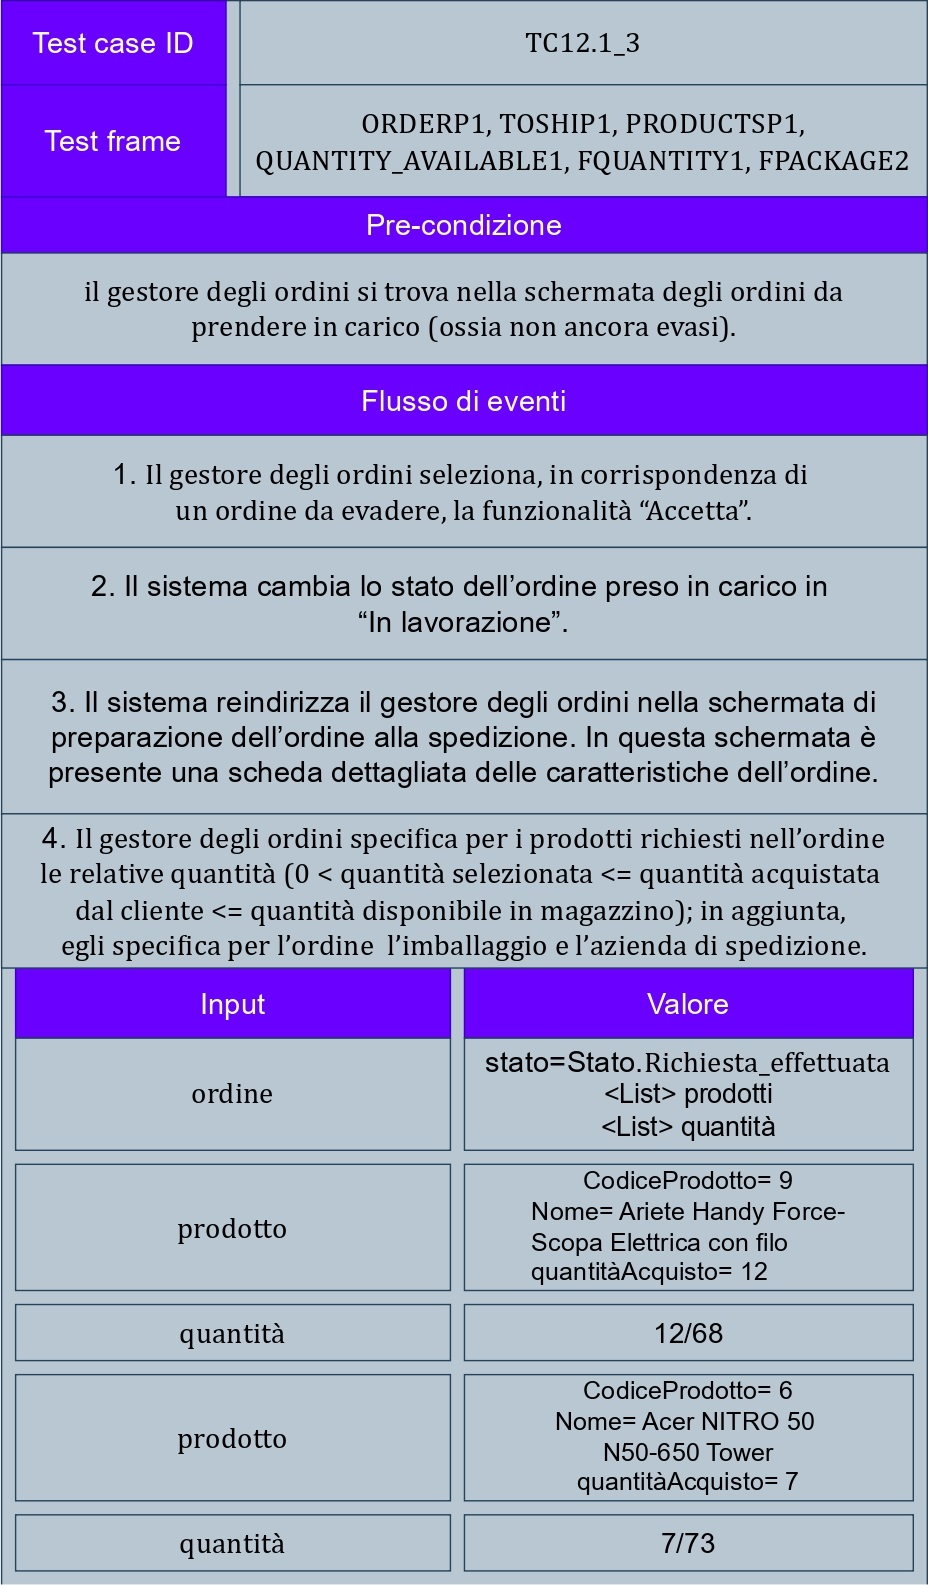 Test case ID
TC12.1_3
Test frame
ORDERP1, TOSHIP1, PRODUCTSP1,
QUANTITY_AVAILABLE1, FQUANTITY1, FPACKAGE2
Pre-condizione
il gestore degli ordini si trova nella schermata degli ordini da
prendere in carico (ossia non ancora evasi).
Flusso di eventi
1. Il gestore degli ordini seleziona, in corrispondenza di
un ordine da evadere, la funzionalità “Accetta”.
2. Il sistema cambia lo stato dell’ordine preso in carico in
“In lavorazione”.
3. Il sistema reindirizza il gestore degli ordini nella schermata di
preparazione dell’ordine alla spedizione. In questa schermata è
presente una scheda dettagliata delle caratteristiche dell’ordine.
4. Il gestore degli ordini specifica per i prodotti richiesti nell’ordine
le relative quantità (0 < quantità selezionata <= quantità acquistata
dal cliente <= quantità disponibile in magazzino); in aggiunta,
egli specifica per l’ordine l’imballaggio e l’azienda di spedizione.
Input
Valore
ordine
stato=Stato.Richiesta_effettuata
<List> prodotti
<List> quantità
prodotto
CodiceProdotto= 9
Nome= Ariete Handy Force-
Scopa Elettrica con filo
quantitàAcquisto= 12
quantità
12/68
prodotto
CodiceProdotto= 6
Nome= Acer NITRO 50
N50-650 Tower
quantitàAcquisto= 7
quantità
7/73